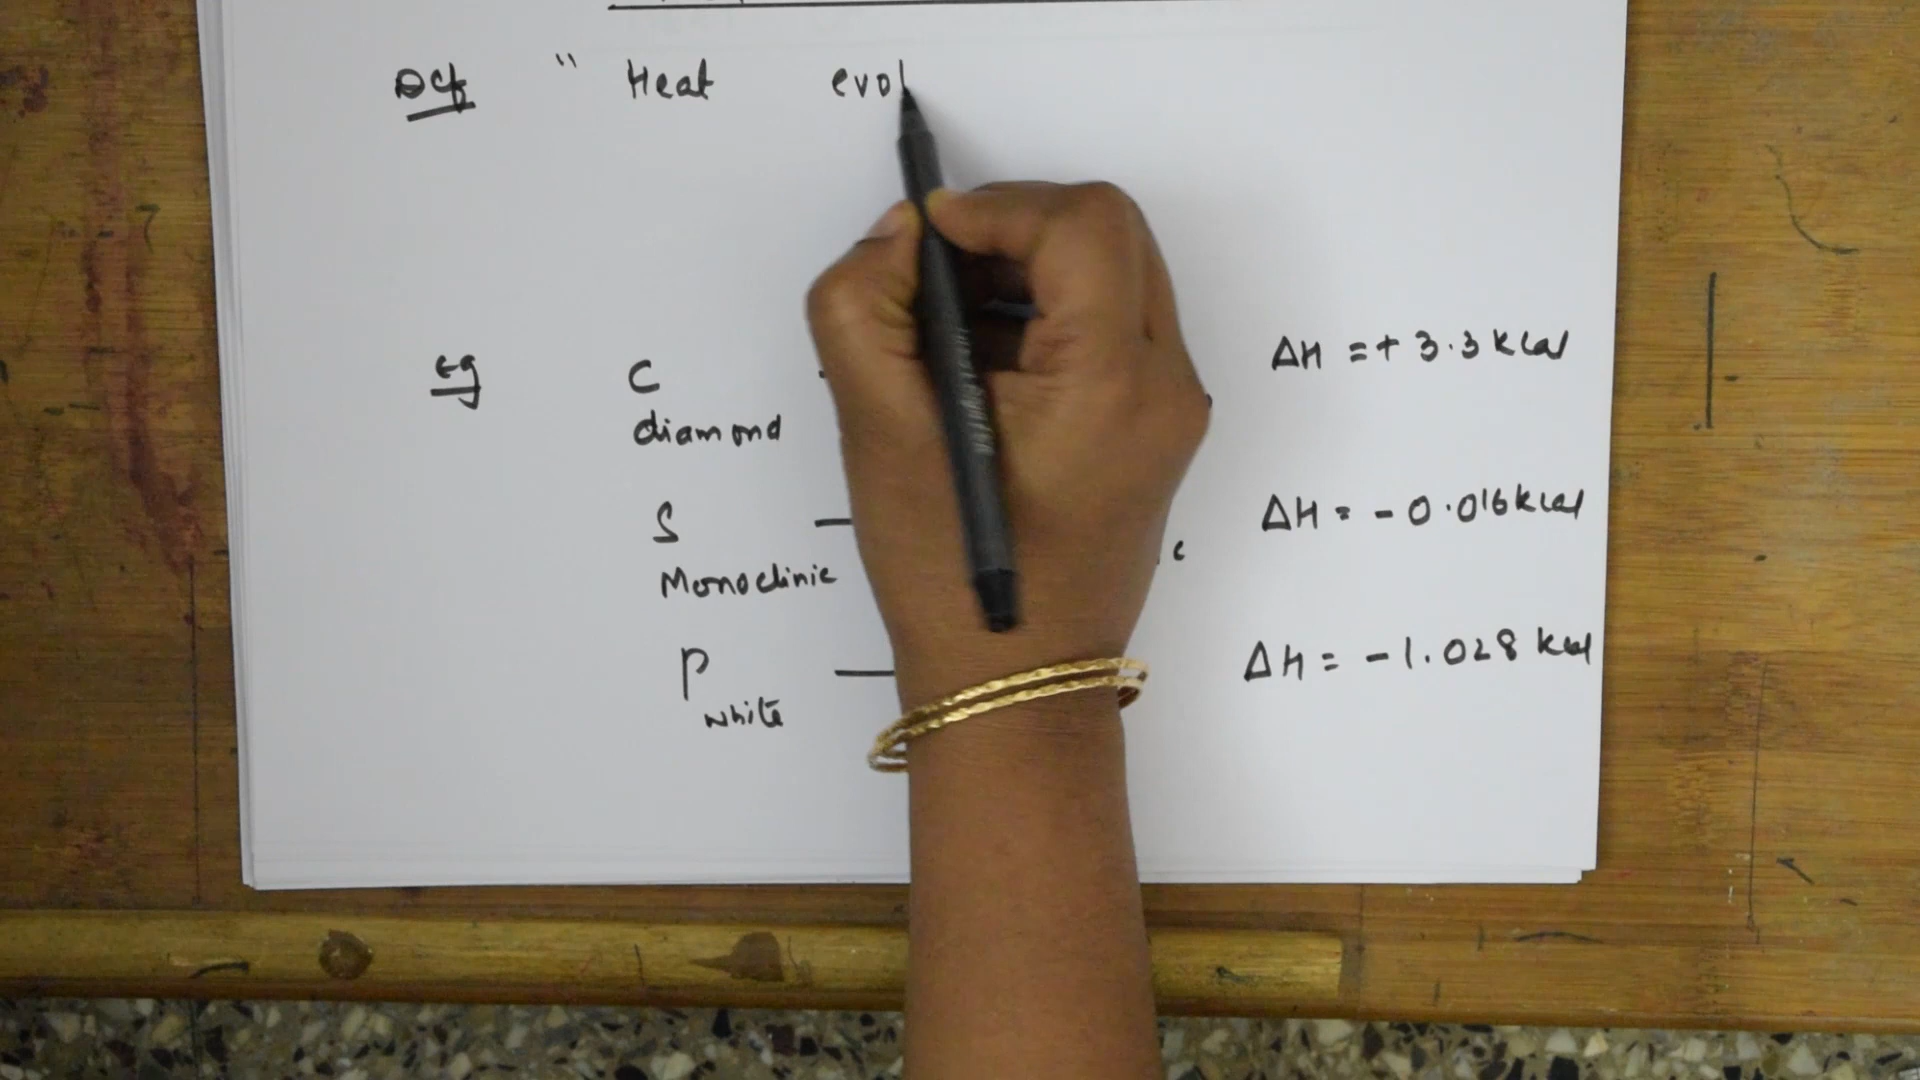 Def " Heat evol
Eg C ΔH = + 3.3 kcal
diamond
S — ΔH = - 0.016 kcal
Monoclinic c
P — ΔH = - 1.028 kcal
white